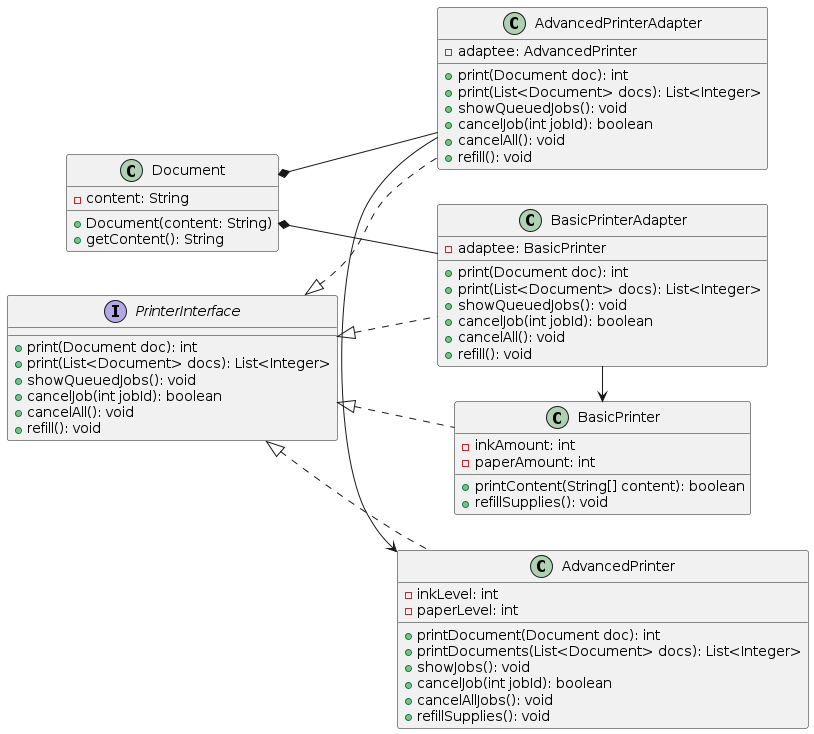 C AdvancedPrinterAdapter
adaptee: AdvancedPrinter
print(Document doc): int
print(List<Document> docs): List<Integer>
showQueuedJobs(): void
cancelJob(int jobId): boolean
cancelAll(): void
refill(): void
C Document
content: String
Document(content: String)
getContent(): String
C BasicPrinterAdapter
adaptee: BasicPrinter
print(Document doc): int
print(List<Document> docs): List<Integer>
showQueuedJobs(): void
cancelJob(int jobId): boolean
cancelAll(): void
refill(): void
I PrinterInterface
print(Document doc): int
print(List<Document> docs): List<Integer>
showQueuedJobs(): void
cancelJob(int jobId): boolean
cancelAll(): void
refill(): void
C BasicPrinter
inkAmount: int
paperAmount: int
printContent(String[] content): boolean
refillSupplies(): void
C AdvancedPrinter
inkLevel: int
paperLevel: int
printDocument(Document doc): int
printDocuments(List<Document> docs): List<Integer>
showJobs(): void
cancelJob(int jobId): boolean
cancelAllJobs(): void
refillSupplies(): void